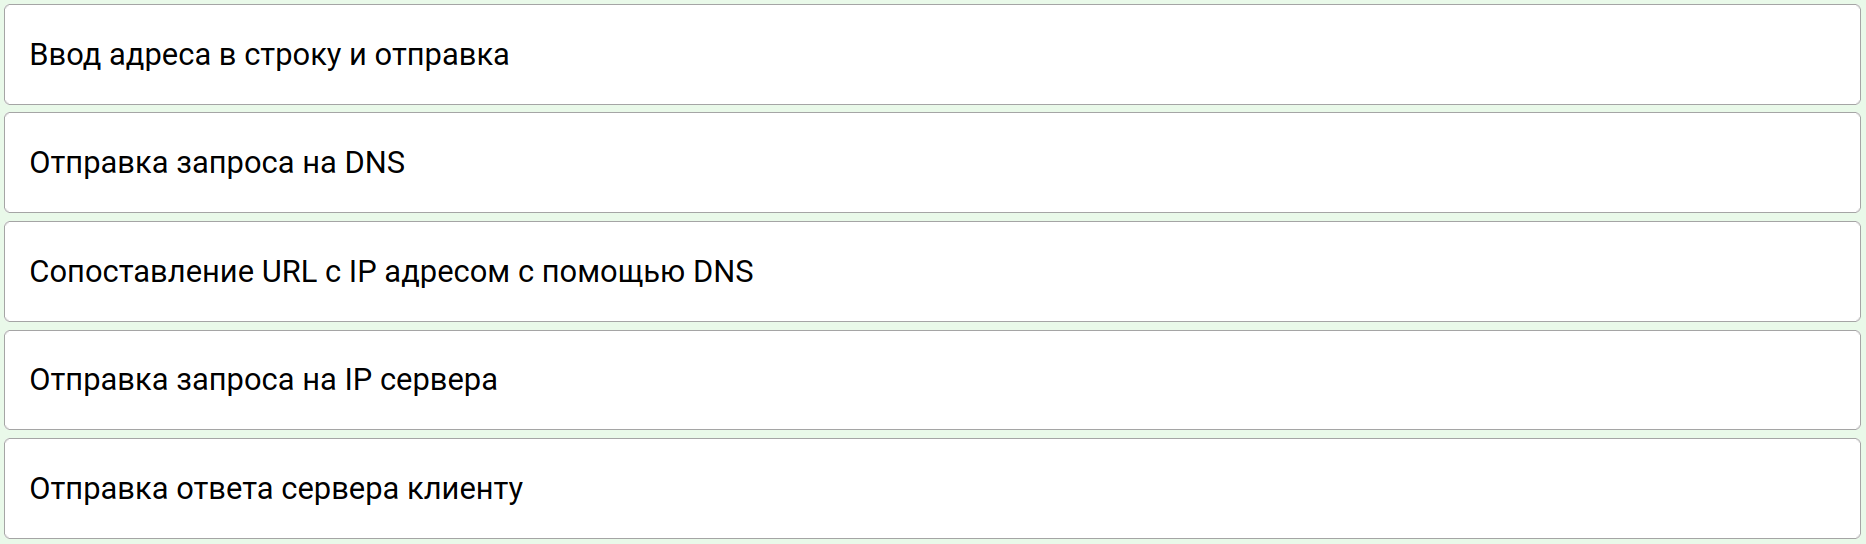 Ввод адреса в строку и отправка
Отправка запроса на DNS
Сопоставление URL с IP адресом с помощью DNS
Отправка запроса на IP сервера
Отправка ответа сервера клиенту